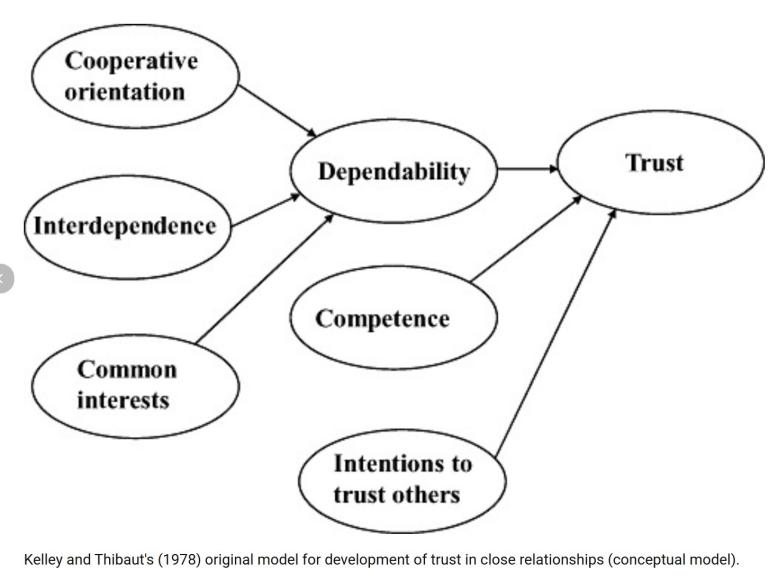 Cooperative
orientation
Dependability
Trust
Interdependence
Competence
Common
interests
Intentions to
trust others
Kelley and Thibaut's (1978) original model for development of trust in close relationships (conceptual model).